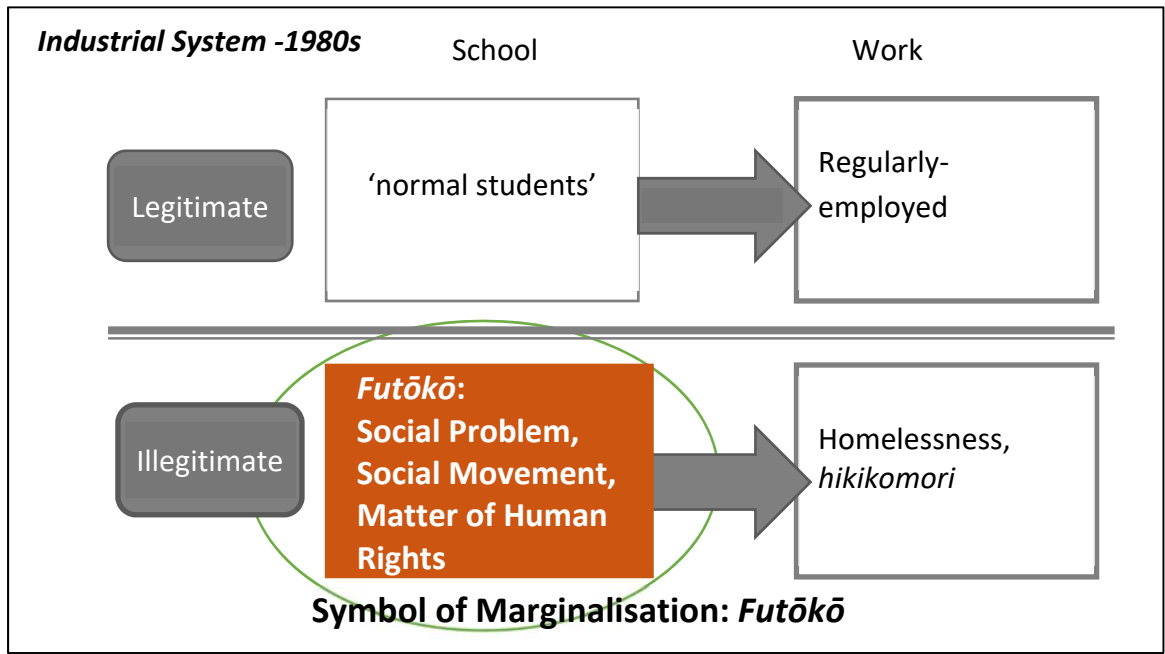 Industrial System -1980s
School
Work
Legitimate
‘normal students’
Regularly-
employed
Illegitimate
Futōkō:
Social Problem,
Social Movement,
Matter of Human
Rights
Homelessness,
hikikomori
Symbol of Marginalisation: Futōkō